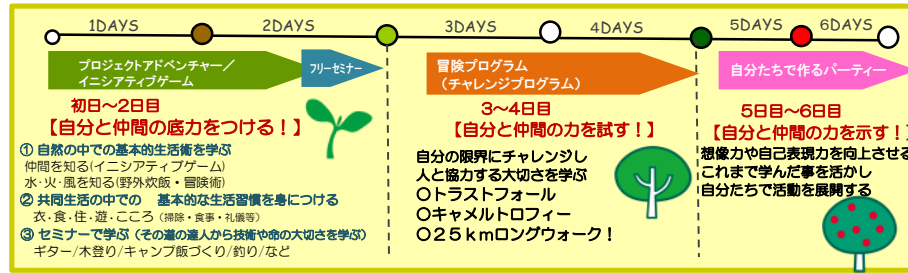 1DAYS 2DAYS 3DAYS 4DAYS 5DAYS 6DAYS
プロジェクトアドベンチャー／
イニシアティブゲーム
フリーセミナー
冒険プログラム
（チャレンジプログラム）
自分たちで作るパーティー
初日～2日目
【自分と仲間の底力をつける！】
① 自然の中での基本的生活術を学ぶ
仲間を知る(イニシアティブゲーム)
水・火・風を知る(野外炊飯・冒険術)
② 共同生活の中での　基本的な生活習慣を身につける
衣・食・住・遊・こころ（掃除・食事・礼儀等）
③ セミナーで学ぶ（その道の達人から技術や命の大切さを学ぶ）
ギター/木登り/キャンプ飯づくり/釣り/など
3～4日目
【自分と仲間の力を試す！】
自分の限界にチャレンジし
人と協力する大切さを学ぶ
○トラストフォール
○キャメルトロフィー
○２５ｋｍロングウォーク！
5日目～6日目
【自分と仲間の力を示す！】
想像力や自己表現力を向上させる
これまで学んだ事を活かし
自分たちで活動を展開する